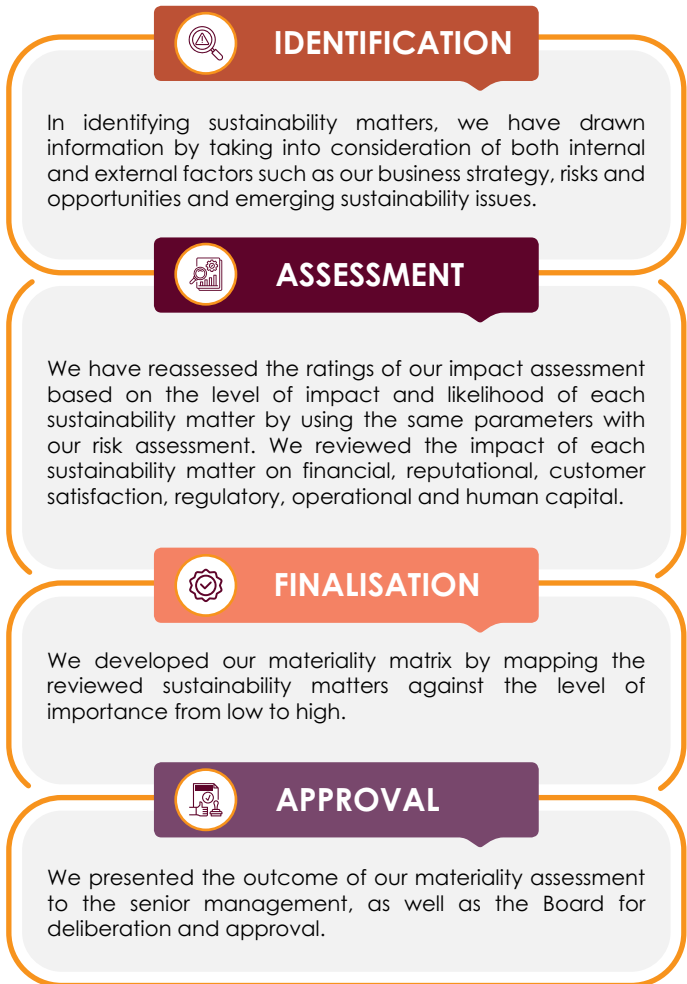 IDENTIFICATION
In identifying sustainability matters, we have drawn
information by taking into consideration of both internal
and external factors such as our business strategy, risks and
opportunities and emerging sustainability issues.
ASSESSMENT
We have reassessed the ratings of our impact assessment
based on the level of impact and likelihood of each
sustainability matter by using the same parameters with
our risk assessment. We reviewed the impact of each
sustainability matter on financial, reputational, customer
satisfaction, regulatory, operational and human capital.
FINALISATION
We developed our materiality matrix by mapping the
reviewed sustainability matters against the level of
importance from low to high.
APPROVAL
We presented the outcome of our materiality assessment
to the senior management, as well as the Board for
deliberation and approval.